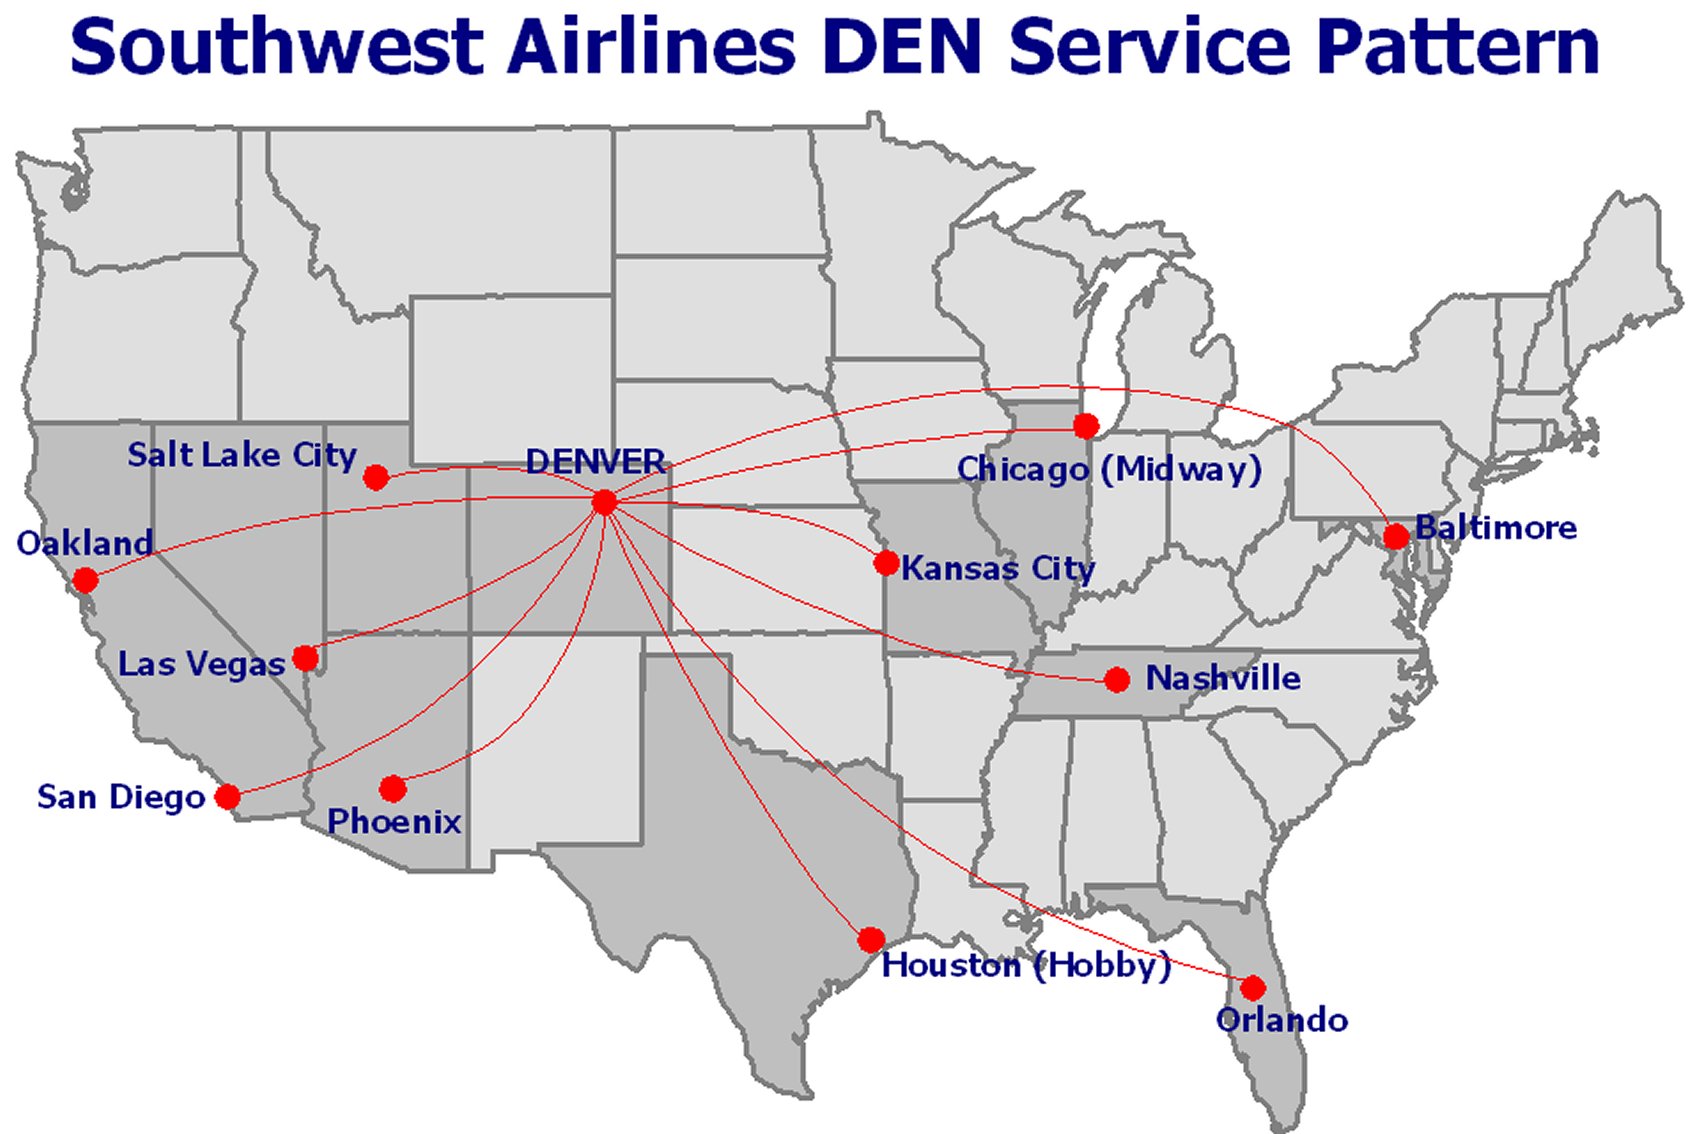 Southwest Airlines DEN Service Pattern
Salt Lake City
DENVER
Chicago (Midway)
Oakland
Baltimore
Kansas City
Las Vegas
Nashville
San Diego
Phoenix
Houston (Hobby)
Orlando